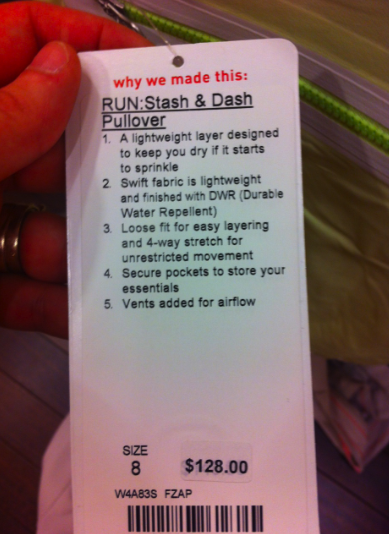 why we made this:
RUN:Stash & Dash
Pullover
1. A lightweight layer designed
to keep you dry if it starts
to sprinkle
2. Swift fabric is lightweight
and finished with DWR (Durable
Water Repellent)
3. Loose fit for easy layering
and 4-way stretch for
unrestricted movement
4. Secure pockets to store your
essentials
5. Vents added for airflow
SIZE
8 $128.00
W4A83S FZAP